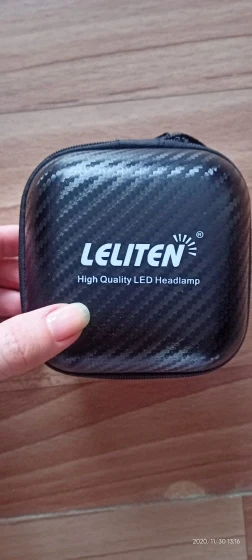 LELITEN®
High Quality LED Headlamp
2020/11/30 13:16